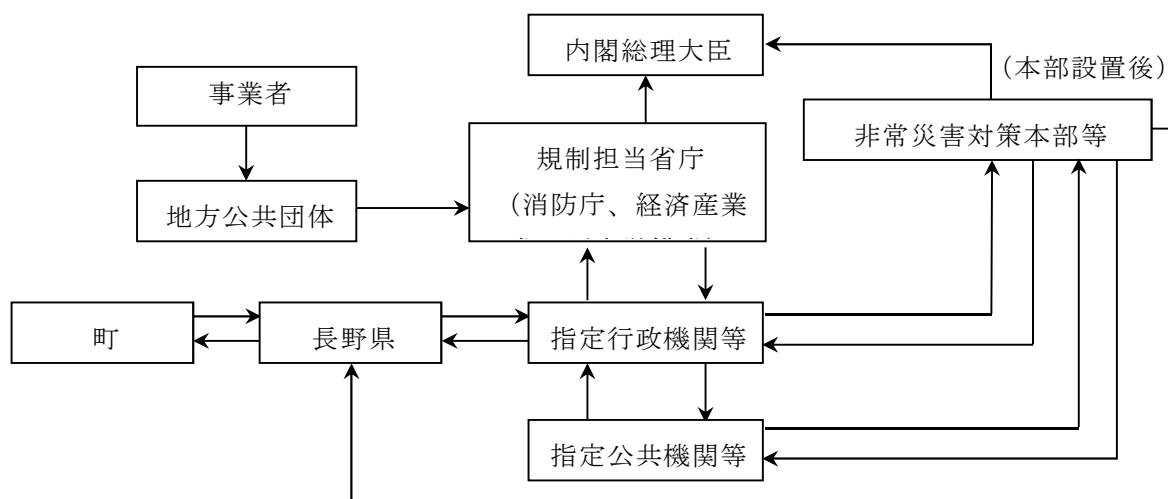 内閣総理大臣
（本部設置後）
事業者
非常災害対策本部等
規制担当省庁
（消防庁、経済産業
地方公共団体
町
長野県
指定行政機関等
指定公共機関等